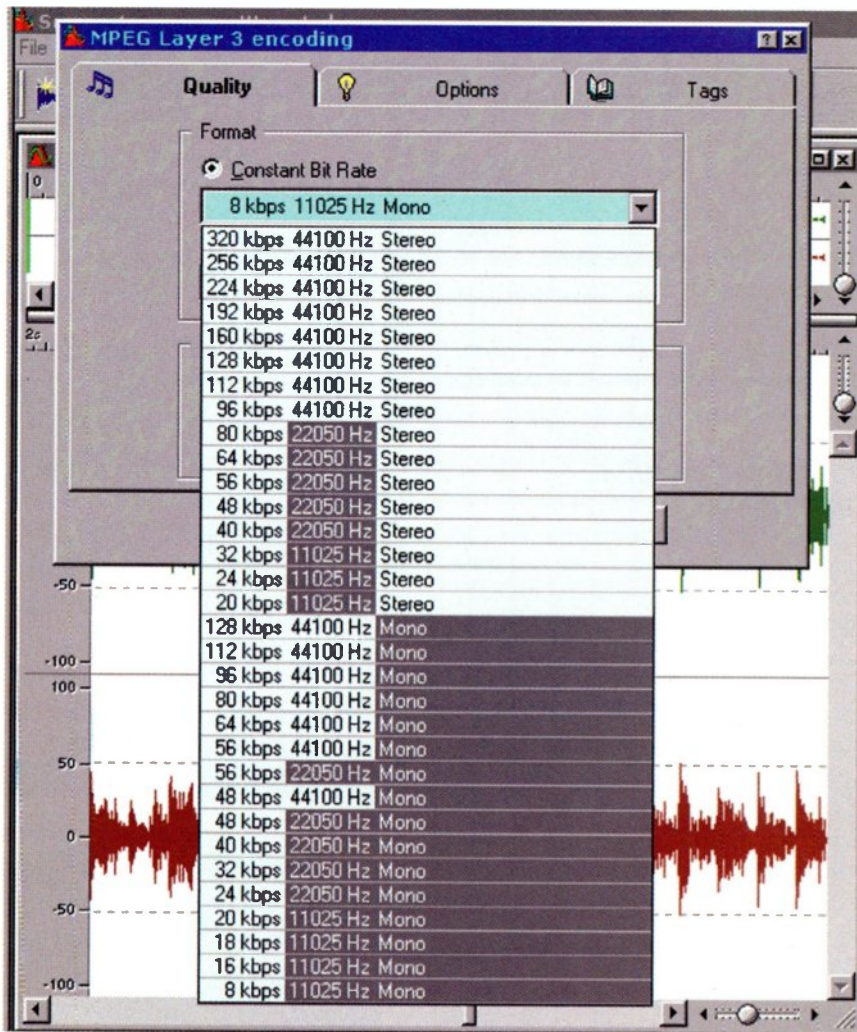 MPEG Layer 3 encoding
File
Quality
Options
Tags
Format
Constant Bit Rate
8 kbps 11025 Hz Mono
320 kbps 44100 Hz Stereo
256 kbps 44100 Hz Stereo
224 kbps 44100 Hz Stereo
192 kbps 44100 Hz Stereo
160 kbps 44100 Hz Stereo
128 kbps 44100 Hz Stereo
112 kbps 44100 Hz Stereo
96 kbps 44100 Hz Stereo
80 kbps 22050 Hz Stereo
64 kbps 22050 Hz Stereo
56 kbps 22050 Hz Stereo
48 kbps 22050 Hz Stereo
40 kbps 22050 Hz Stereo
32 kbps 11025 Hz Stereo
24 kbps 11025 Hz Stereo
20 kbps 11025 Hz Stereo
128 kbps 44100 Hz Mono
112 kbps 44100 Hz Mono
96 kbps 44100 Hz Mono
80 kbps 44100 Hz Mono
64 kbps 44100 Hz Mono
56 kbps 44100 Hz Mono
56 kbps 22050 Hz Mono
48 kbps 44100 Hz Mono
48 kbps 22050 Hz Mono
40 kbps 22050 Hz Mono
32 kbps 22050 Hz Mono
24 kbps 22050 Hz Mono
20 kbps 11025 Hz Mono
18 kbps 11025 Hz Mono
16 kbps 11025 Hz Mono
8 kbps 11025 Hz Mono
0
2s
-50
-100
100
50
0
-50
-100